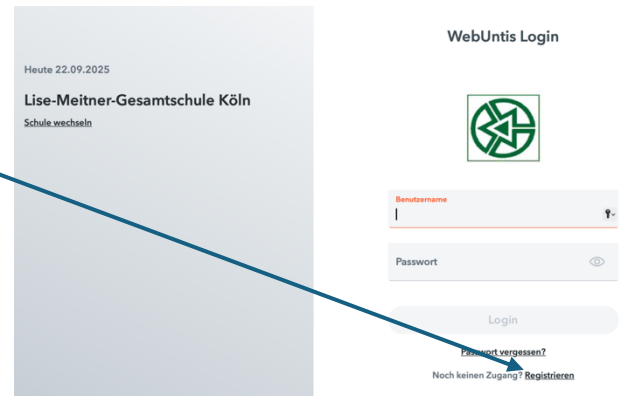 Heute 22.09.2025
Lise-Meitner-Gesamtschule Köln
Schule wechseln
WebUntis Login
Benutzername
Passwort
Login
Passwort vergessen?
Noch keinen Zugang? Registrieren